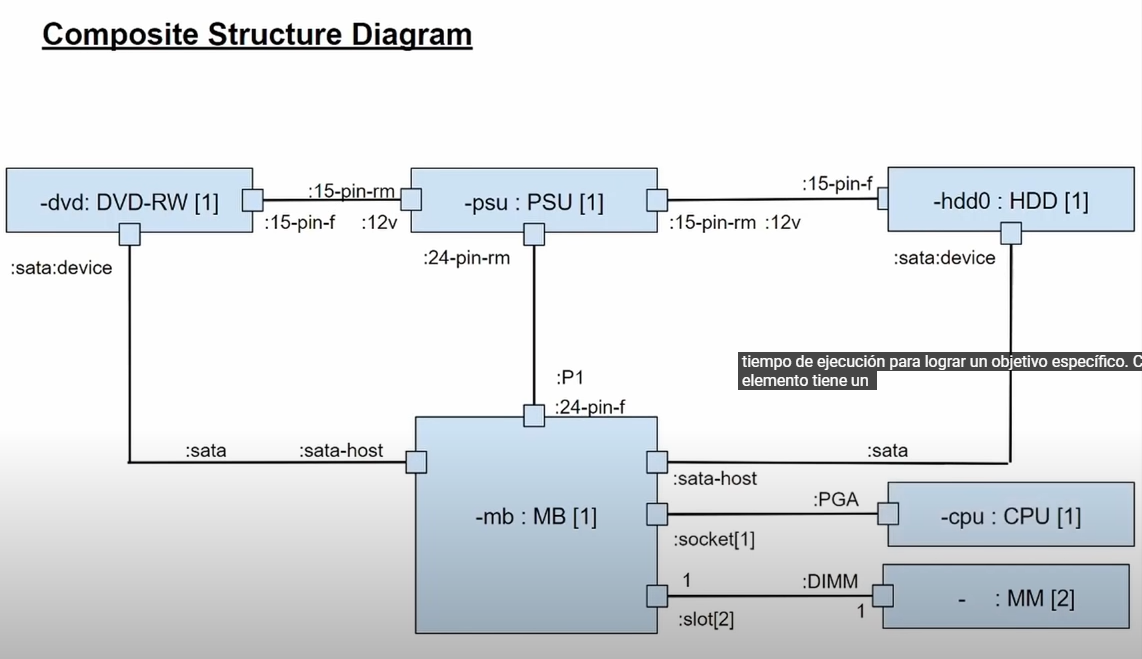 Composite Structure Diagram
-dvd: DVD-RW [1]
:15-pin-rm
:15-pin-f :12v
-psu : PSU [1]
:15-pin-f
:15-pin-rm :12v
-hdd0 : HDD [1]
:sata:device
:24-pin-rm
:sata:device
tiempo de ejecución para lograr un objetivo específico. C
elemento tiene un
:P1
:24-pin-f
:sata :sata-host
:sata
:sata-host
-mb : MB [1]
:PGA
-cpu : CPU [1]
:socket[1]
1 :DIMM
- : MM [2]
1
:slot[2]